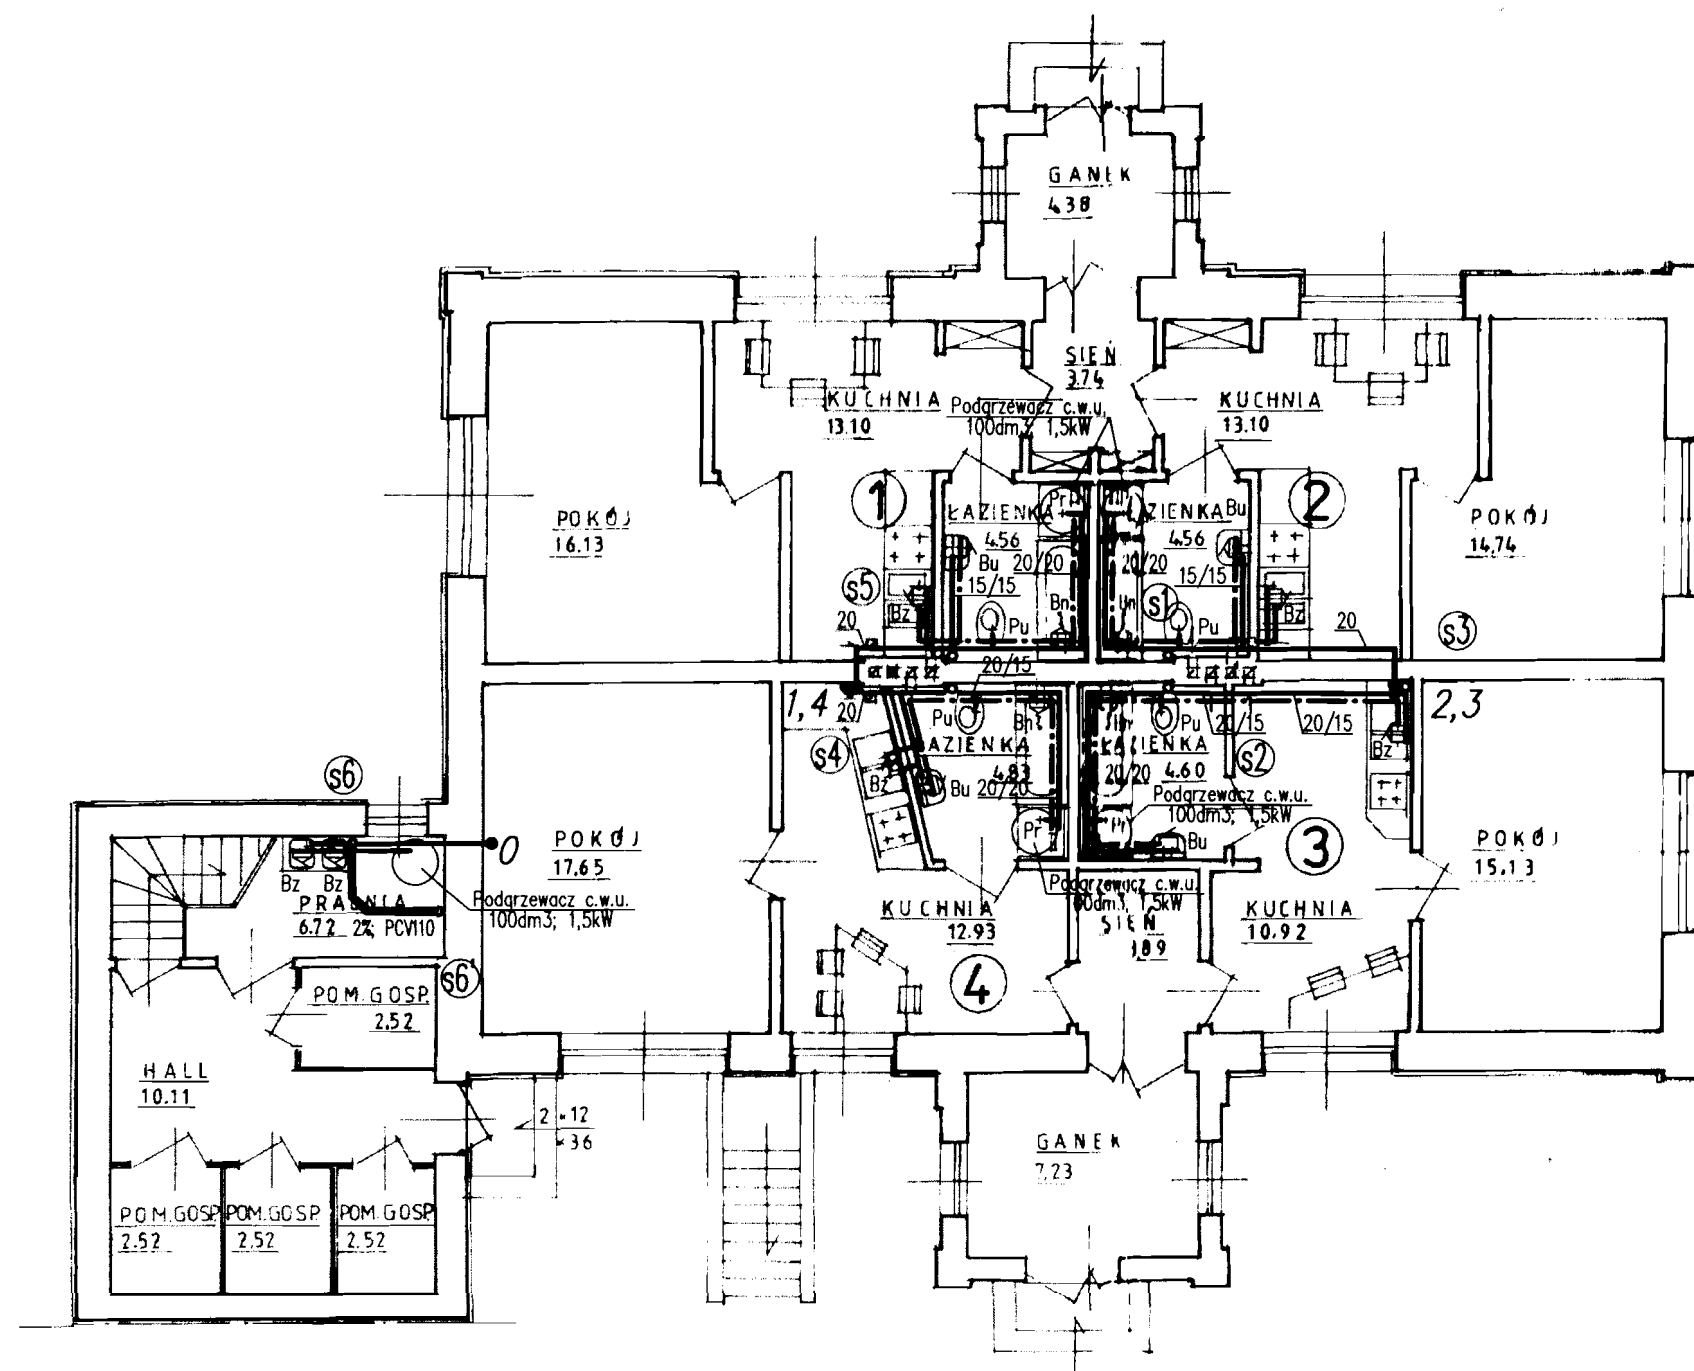 GANEK
4.38
SIEŃ
3.74
KUCHNIA
13.10
Podgrzewacz c.w.u.
100dm3; 1,5kW
KUCHNIA
13.10
1
2
POKÓJ
16.13
ŁAZIENKA
4.56
Pr
Bu
20/20
15/15
Bn
Pu
Bz
s5
20
ŁAZIENKA
4.56
Bu
20/20
15/15
s1
Pu
Bz
20
POKÓJ
14.74
s3
20/15
1,4
20
Pu
Bn
20/15
20/15
Pu
2,3
s4
ŁAZIENKA
4.83
Bz
Bu
20/20
Pr
ŁAZIENKA
4.60
20/20
s2
Bz
Podgrzewacz c.w.u.
100dm3; 1,5kW
Bu
3
s6
O
POKÓJ
17.65
POKÓJ
15.13
Bz
Bz
PRALNIA
6.72
2%; PCV110
Podgrzewacz c.w.u.
100dm3; 1,5kW
Podgrzewacz c.w.u.
SIEŃ
KUCHNIA
12.93
KUCHNIA
10.92
4
s6
POM.GOSP.
2.52
HALL
10.11
2 × 12
× 36
GANEK
7.23
POM.GOSP.
2.52
POM.GOSP.
2.52
POM.GOSP.
2.52